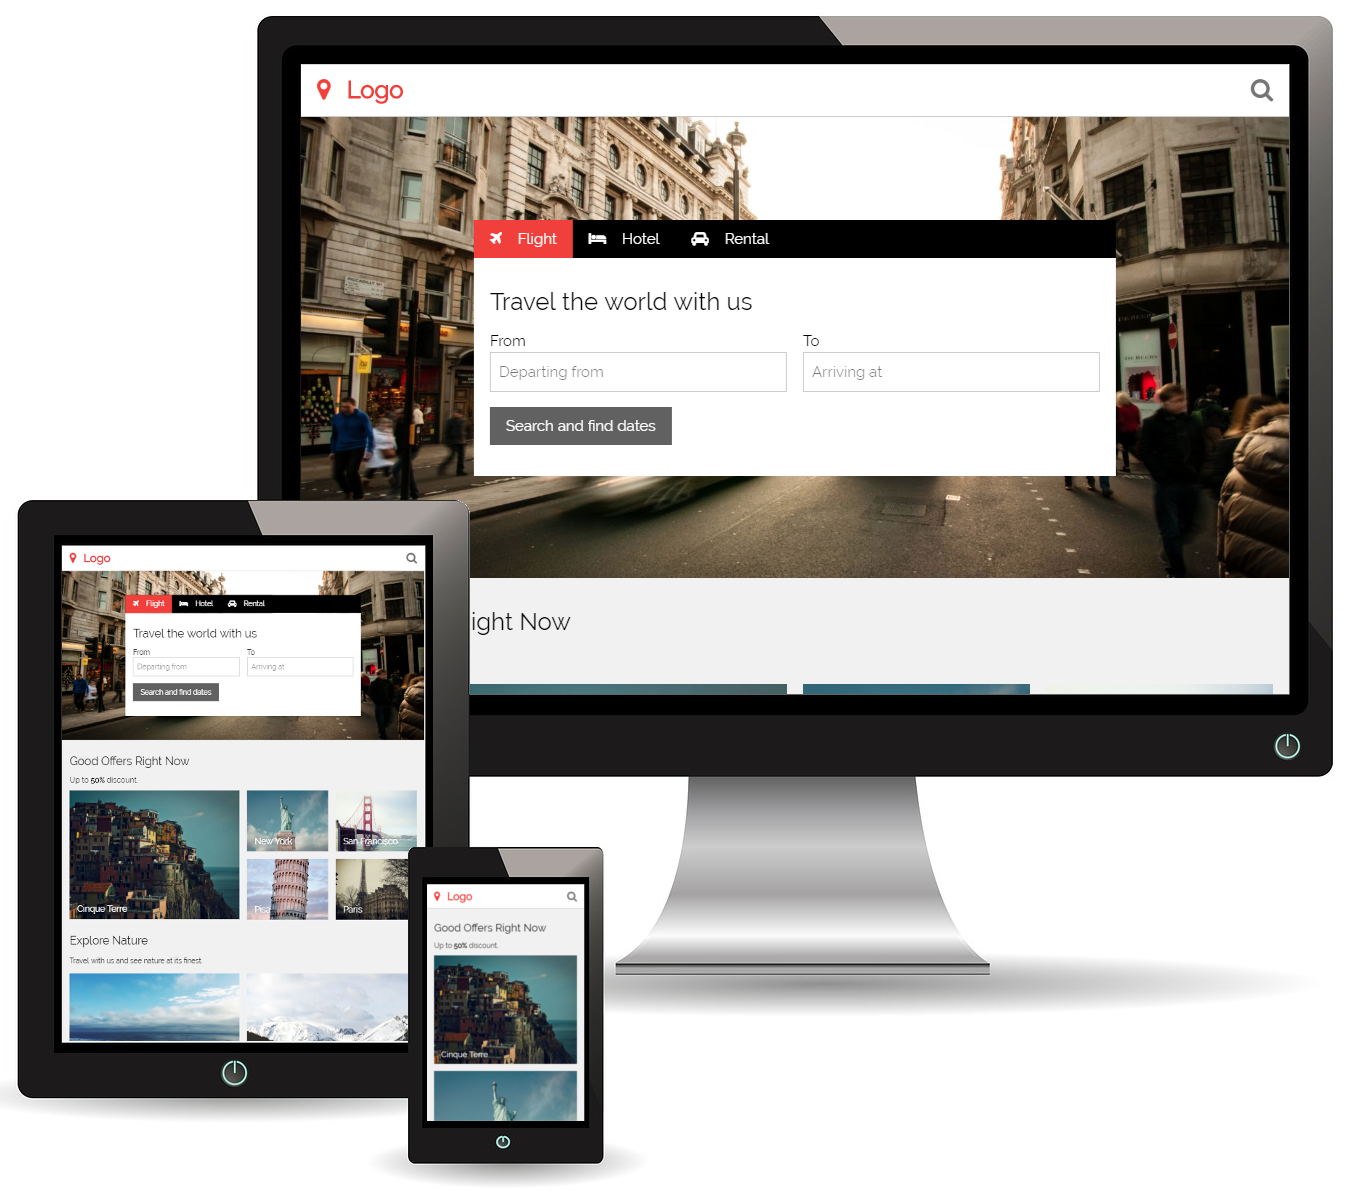 Logo
Flight Hotel Rental
Travel the world with us
From To
Departing from Arriving at
Search and find dates
ight Now
Logo
Flight Hotel Rental
Travel the world with us
From To
Departing from Arriving at
Search and find dates
Good Offers Right Now
Up to 50% discount.
New York San Francisco
Cinque Terre Pisa Paris
Explore Nature
Travel with us and see nature at its finest.
Logo
Good Offers Right Now
Up to 50% discount.
Cinque Terre